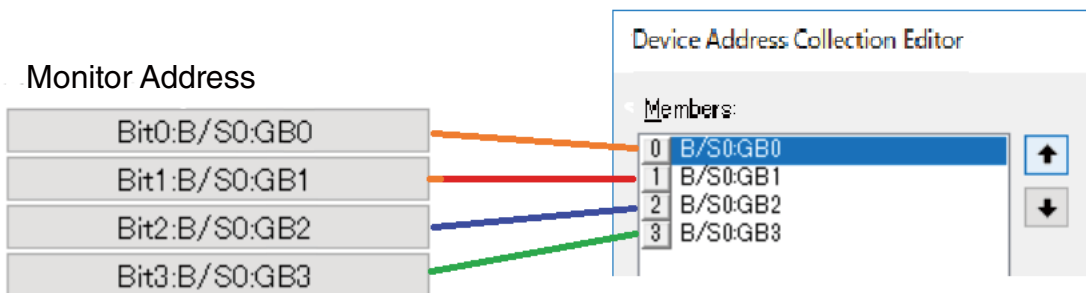 Device Address Collection Editor
Monitor Address
Members:
Bit0:B/S0:GB0
Bit1:B/S0:GB1
Bit2:B/S0:GB2
Bit3:B/S0:GB3
0 B/S0:GB0
1 B/S0:GB1
2 B/S0:GB2
3 B/S0:GB3